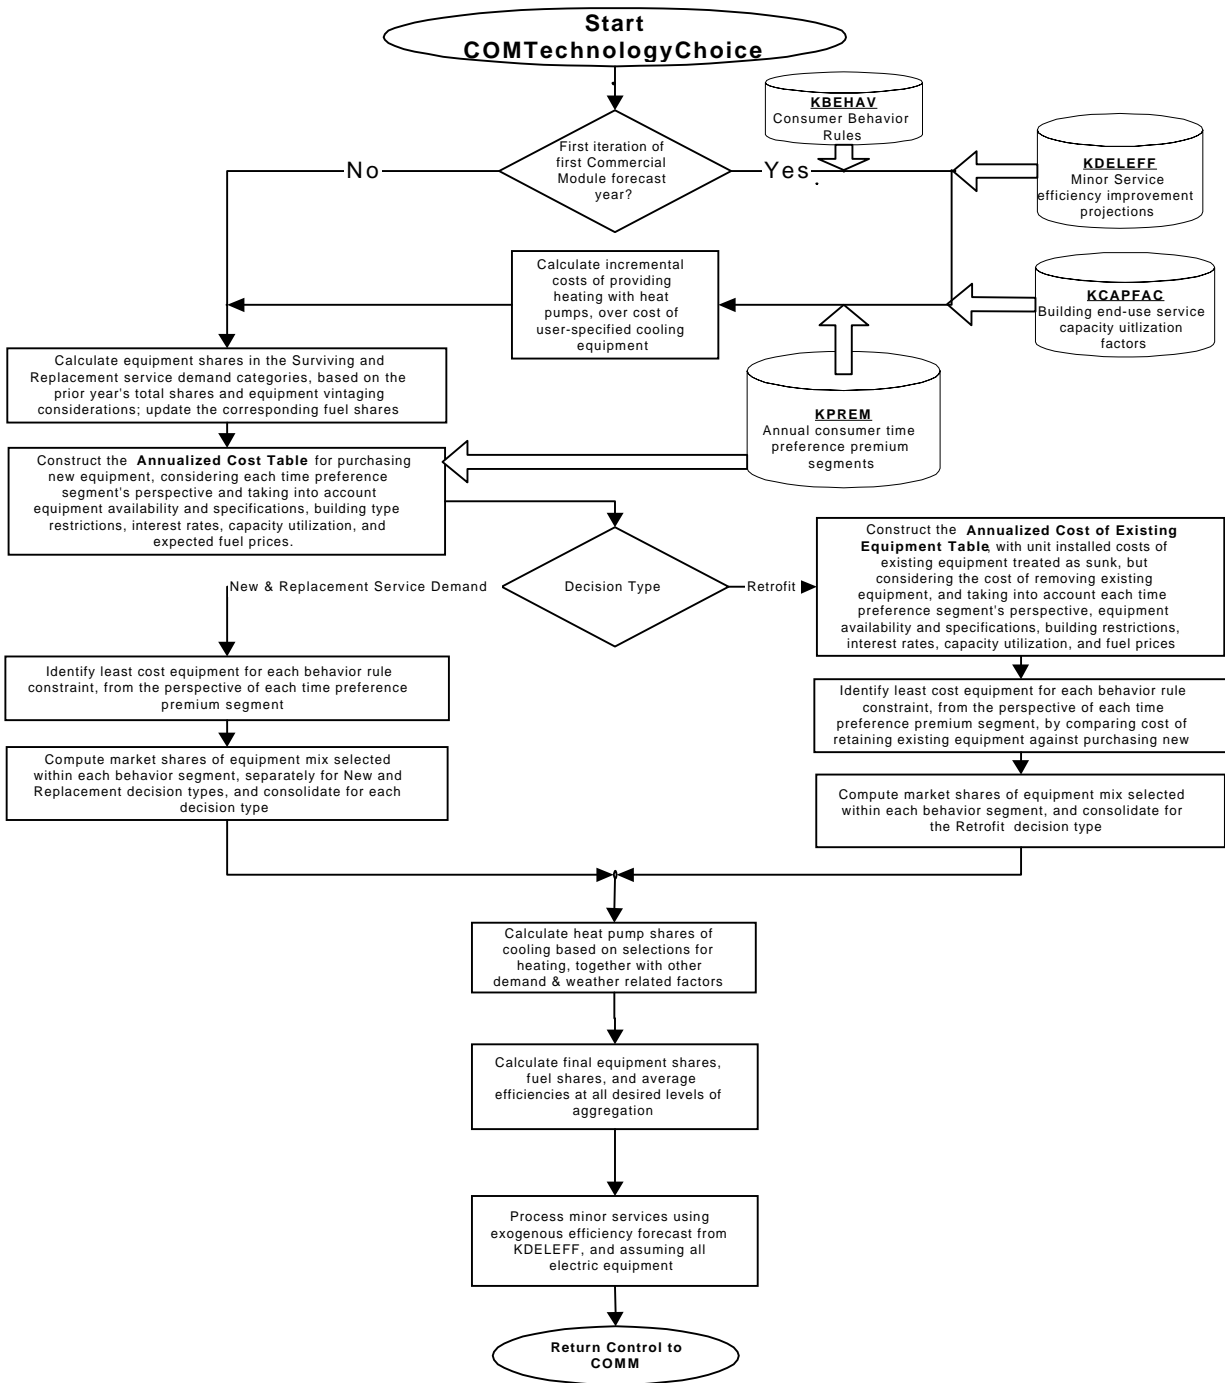 Start
COMTechnologyChoice
KBEHAV
Consumer Behavior
Rules
First iteration of
first Commercial
Module forecast
year?
No
Yes
KDELEFF
Minor Service
efficiency improvement
projections
Calculate incremental
costs of providing
heating with heat
pumps, over cost of
user-specified cooling
equipment
KCAPFAC
Building end-use service
capacity uitlization
factors
Calculate equipment shares in the Surviving and
Replacement service demand categories, based on the
prior year's total shares and equipment vintaging
considerations; update the corresponding fuel shares
KPREM
Annual consumer time
preference premium
segments
Construct the Annualized Cost Table for purchasing
new equipment, considering each time preference
segment's perspective and taking into account
equipment availability and specifications, building type
restrictions, interest rates, capacity utilization, and
expected fuel prices.
Decision Type
New & Replacement Service Demand
Retrofit
Construct the Annualized Cost of Existing
Equipment Table, with unit installed costs of
existing equipment treated as sunk, but
considering the cost of removing existing
equipment, and taking into account each time
preference segment's perspective, equipment
availability and specifications, building restrictions,
interest rates, capacity utilization, and fuel prices
Identify least cost equipment for each behavior rule
constraint, from the perspective of each time preference
premium segment
Identify least cost equipment for each behavior rule
constraint, from the perspective of each time
preference premium segment, by comparing cost of
retaining existing equipment against purchasing new
Compute market shares of equipment mix selected
within each behavior segment, separately for New and
Replacement decision types, and consolidate for each
decision type
Compute market shares of equipment mix selected
within each behavior segment, and consolidate for
the Retrofit decision type
Calculate heat pump shares of
cooling based on selections for
heating, together with other
demand & weather related factors
Calculate final equipment shares,
fuel shares, and average
efficiencies at all desired levels of
aggregation
Process minor services using
exogenous efficiency forecast from
KDELEFF, and assuming all
electric equipment
Return Control to
COMM